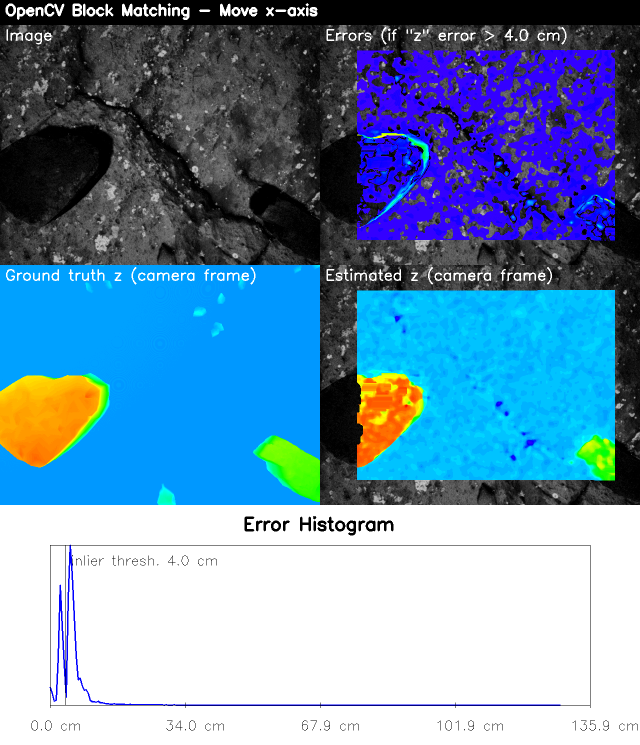 OpenCV Block Matching - Move x-axis
Image
Errors (if "z" error > 4.0 cm)
Ground truth z (camera frame)
Estimated z (camera frame)
Error Histogram
Inlier thresh. 4.0 cm
0.0 cm
34.0 cm
67.9 cm
101.9 cm
135.9 cm